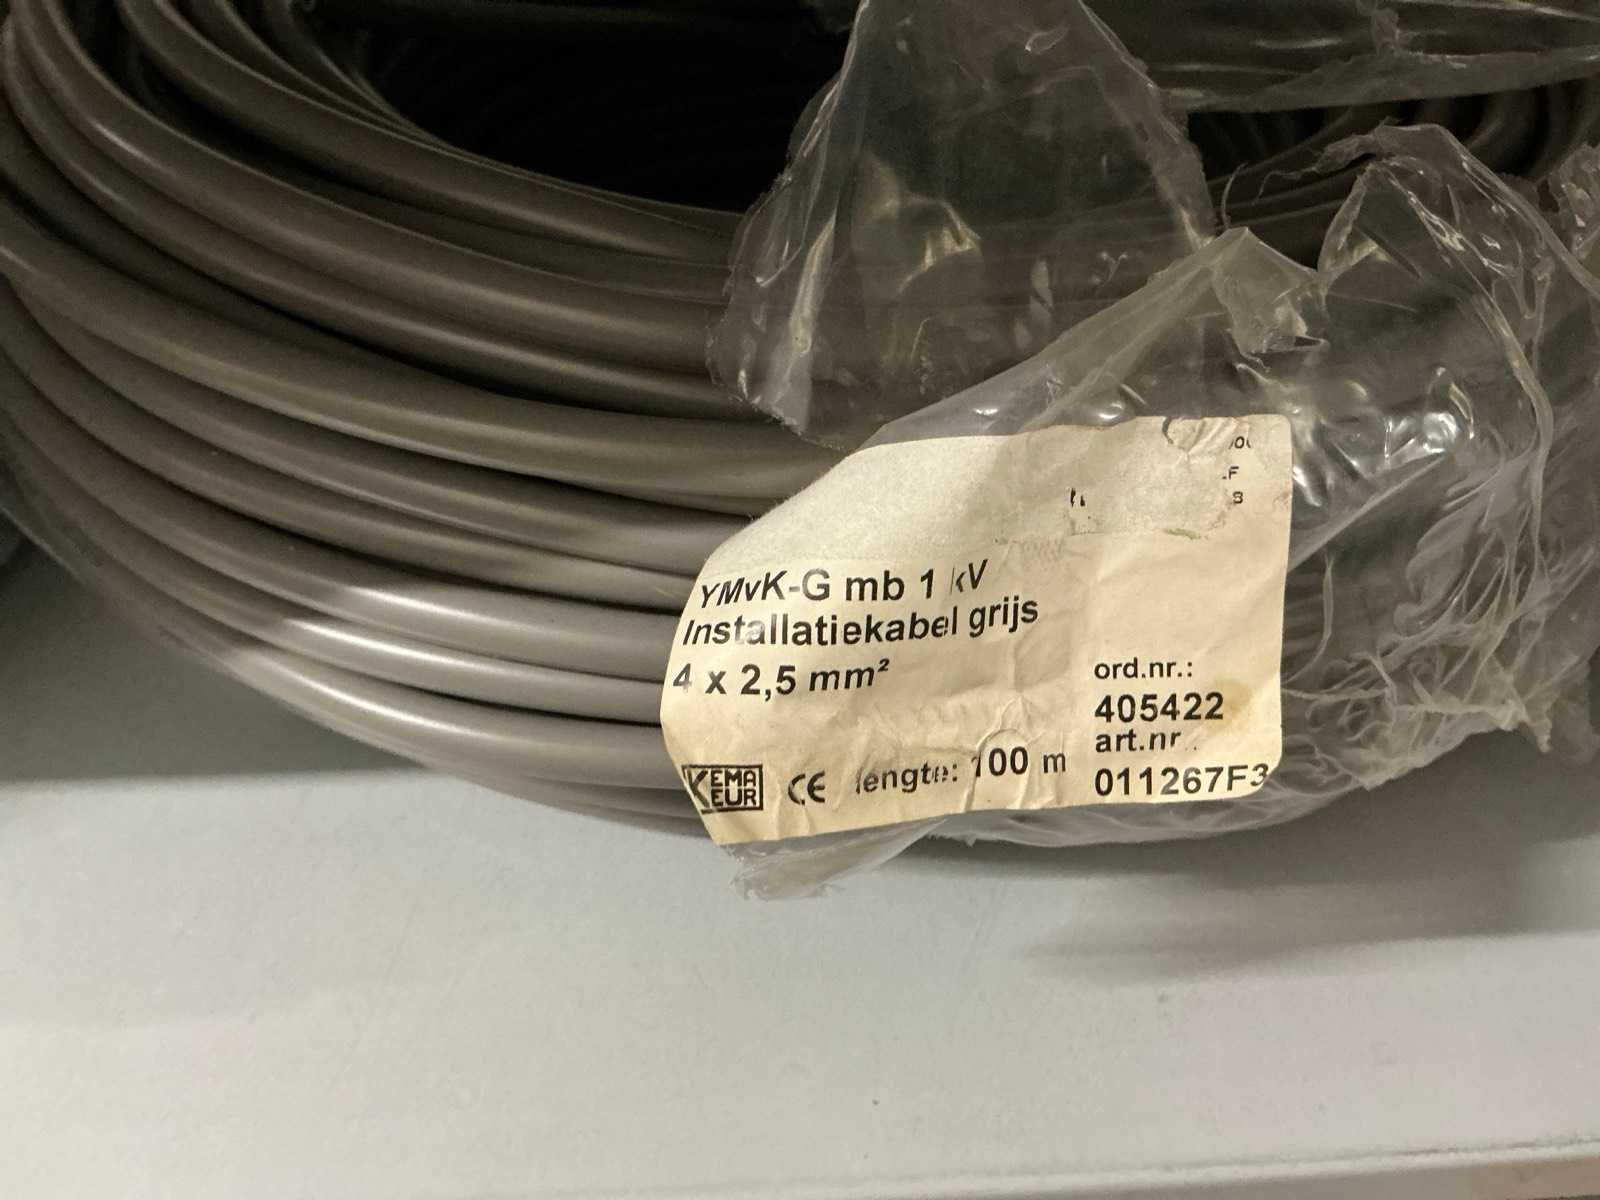 YMvK-G mb 1 kV
Installatiekabel grijs
4 x 2,5 mm²
KEMA
KEUR
CE
lengte: 100 m
ord.nr.:
405422
art.nr.
011267F3